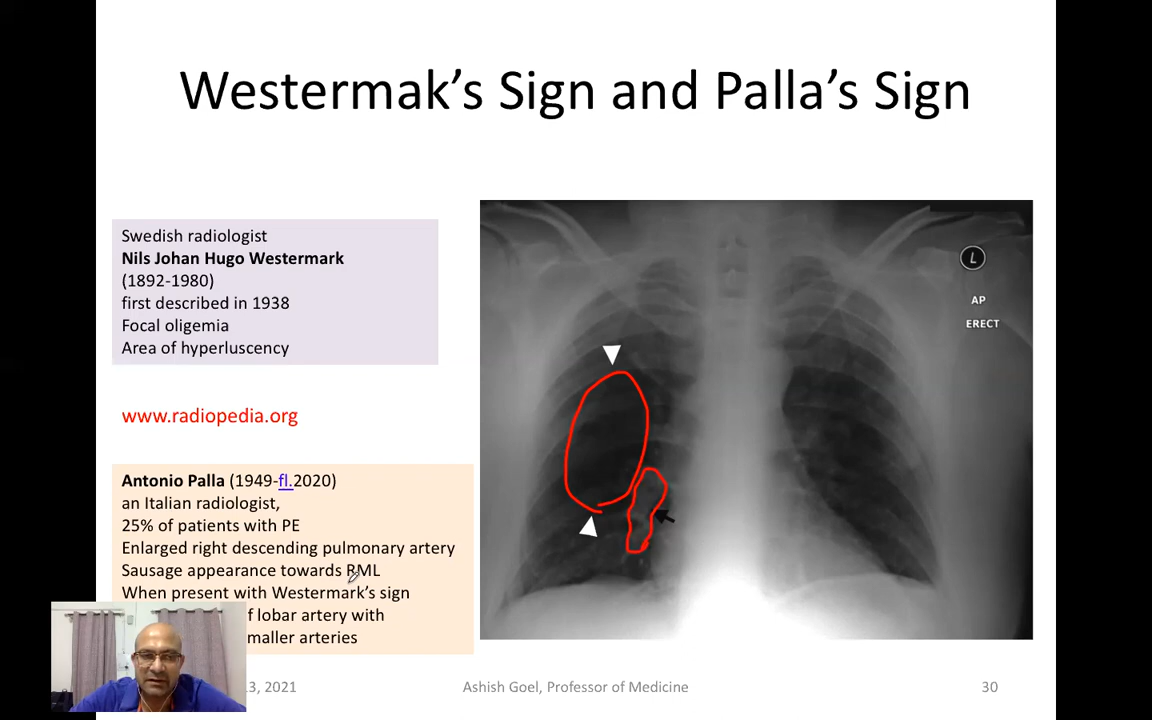 Westermak's Sign and Palla's Sign
Swedish radiologist
Nils Johan Hugo Westermark
(1892-1980)
first described in 1938
Focal oligemia
Area of hyperluscency
www.radiopedia.org
Antonio Palla (1949-fl.2020)
an Italian radiologist,
25% of patients with PE
Enlarged right descending pulmonary artery
Sausage appearance towards RML
When present with Westermark's sign
lobar artery with
maller arteries
L
AP
ERECT
3, 2021
Ashish Goel, Professor of Medicine
30